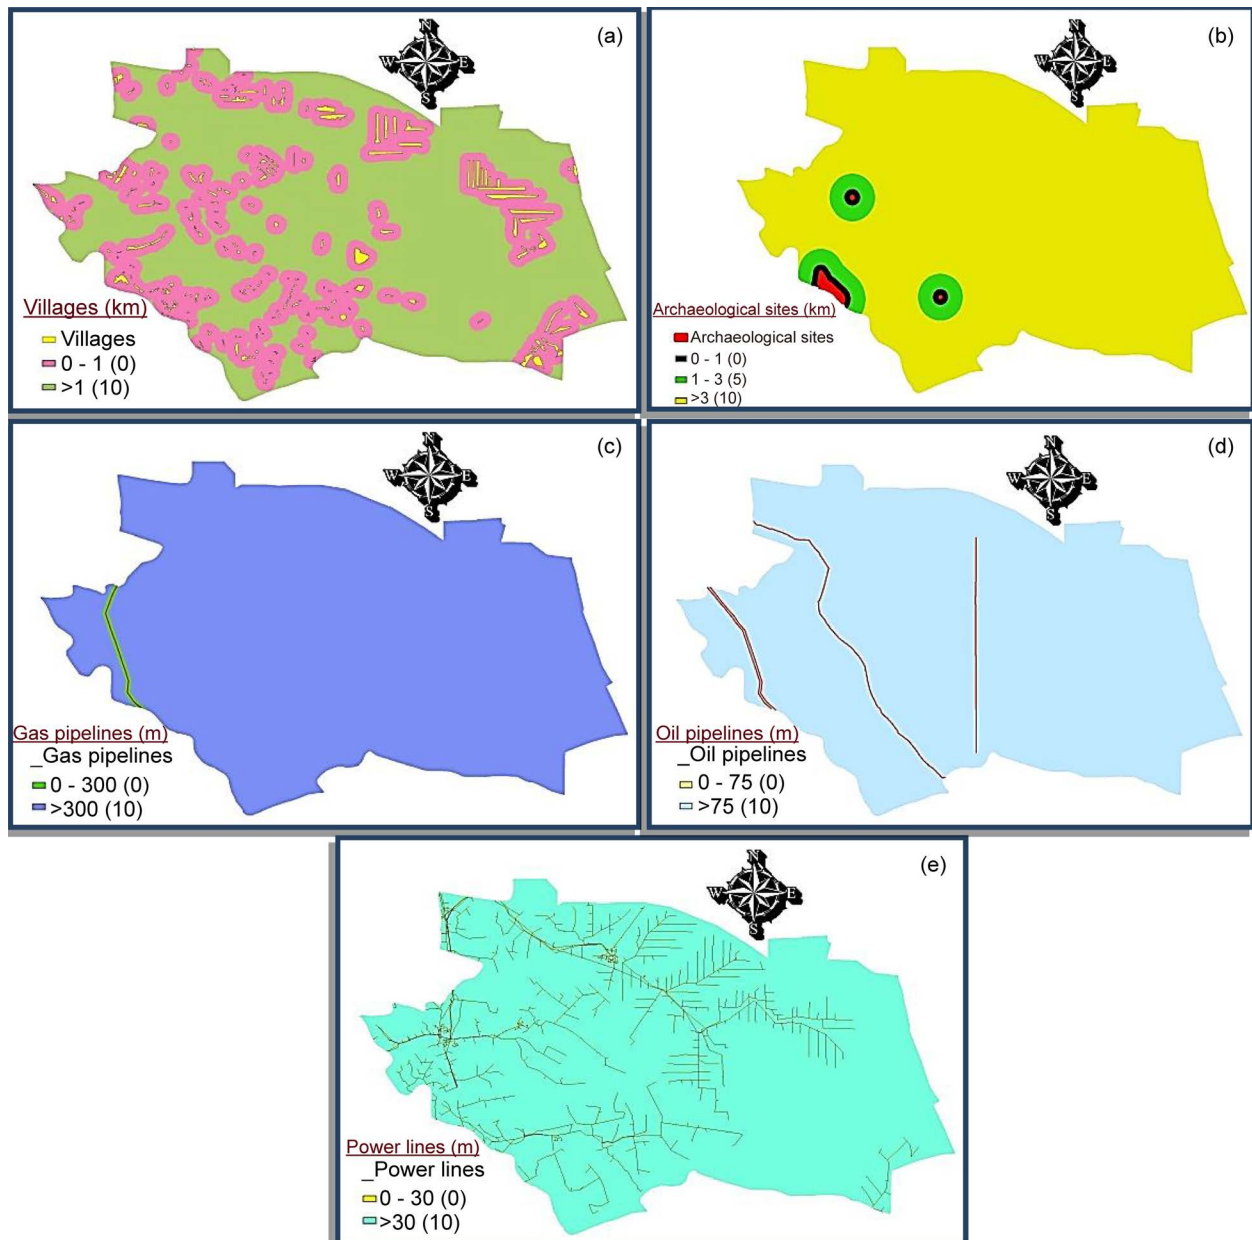 (a)
N
W E
S
Villages (km)
Villages
0 - 1 (0)
>1 (10)
(b)
N
W E
S
Archaeological sites (km)
Archaeological sites
0 - 1 (0)
1 - 3 (5)
>3 (10)
(c)
N
W E
S
Gas pipelines (m)
_Gas pipelines
0 - 300 (0)
>300 (10)
(d)
N
W E
S
Oil pipelines (m)
_Oil pipelines
0 - 75 (0)
>75 (10)
(e)
N
W E
S
Power lines (m)
_Power lines
0 - 30 (0)
>30 (10)